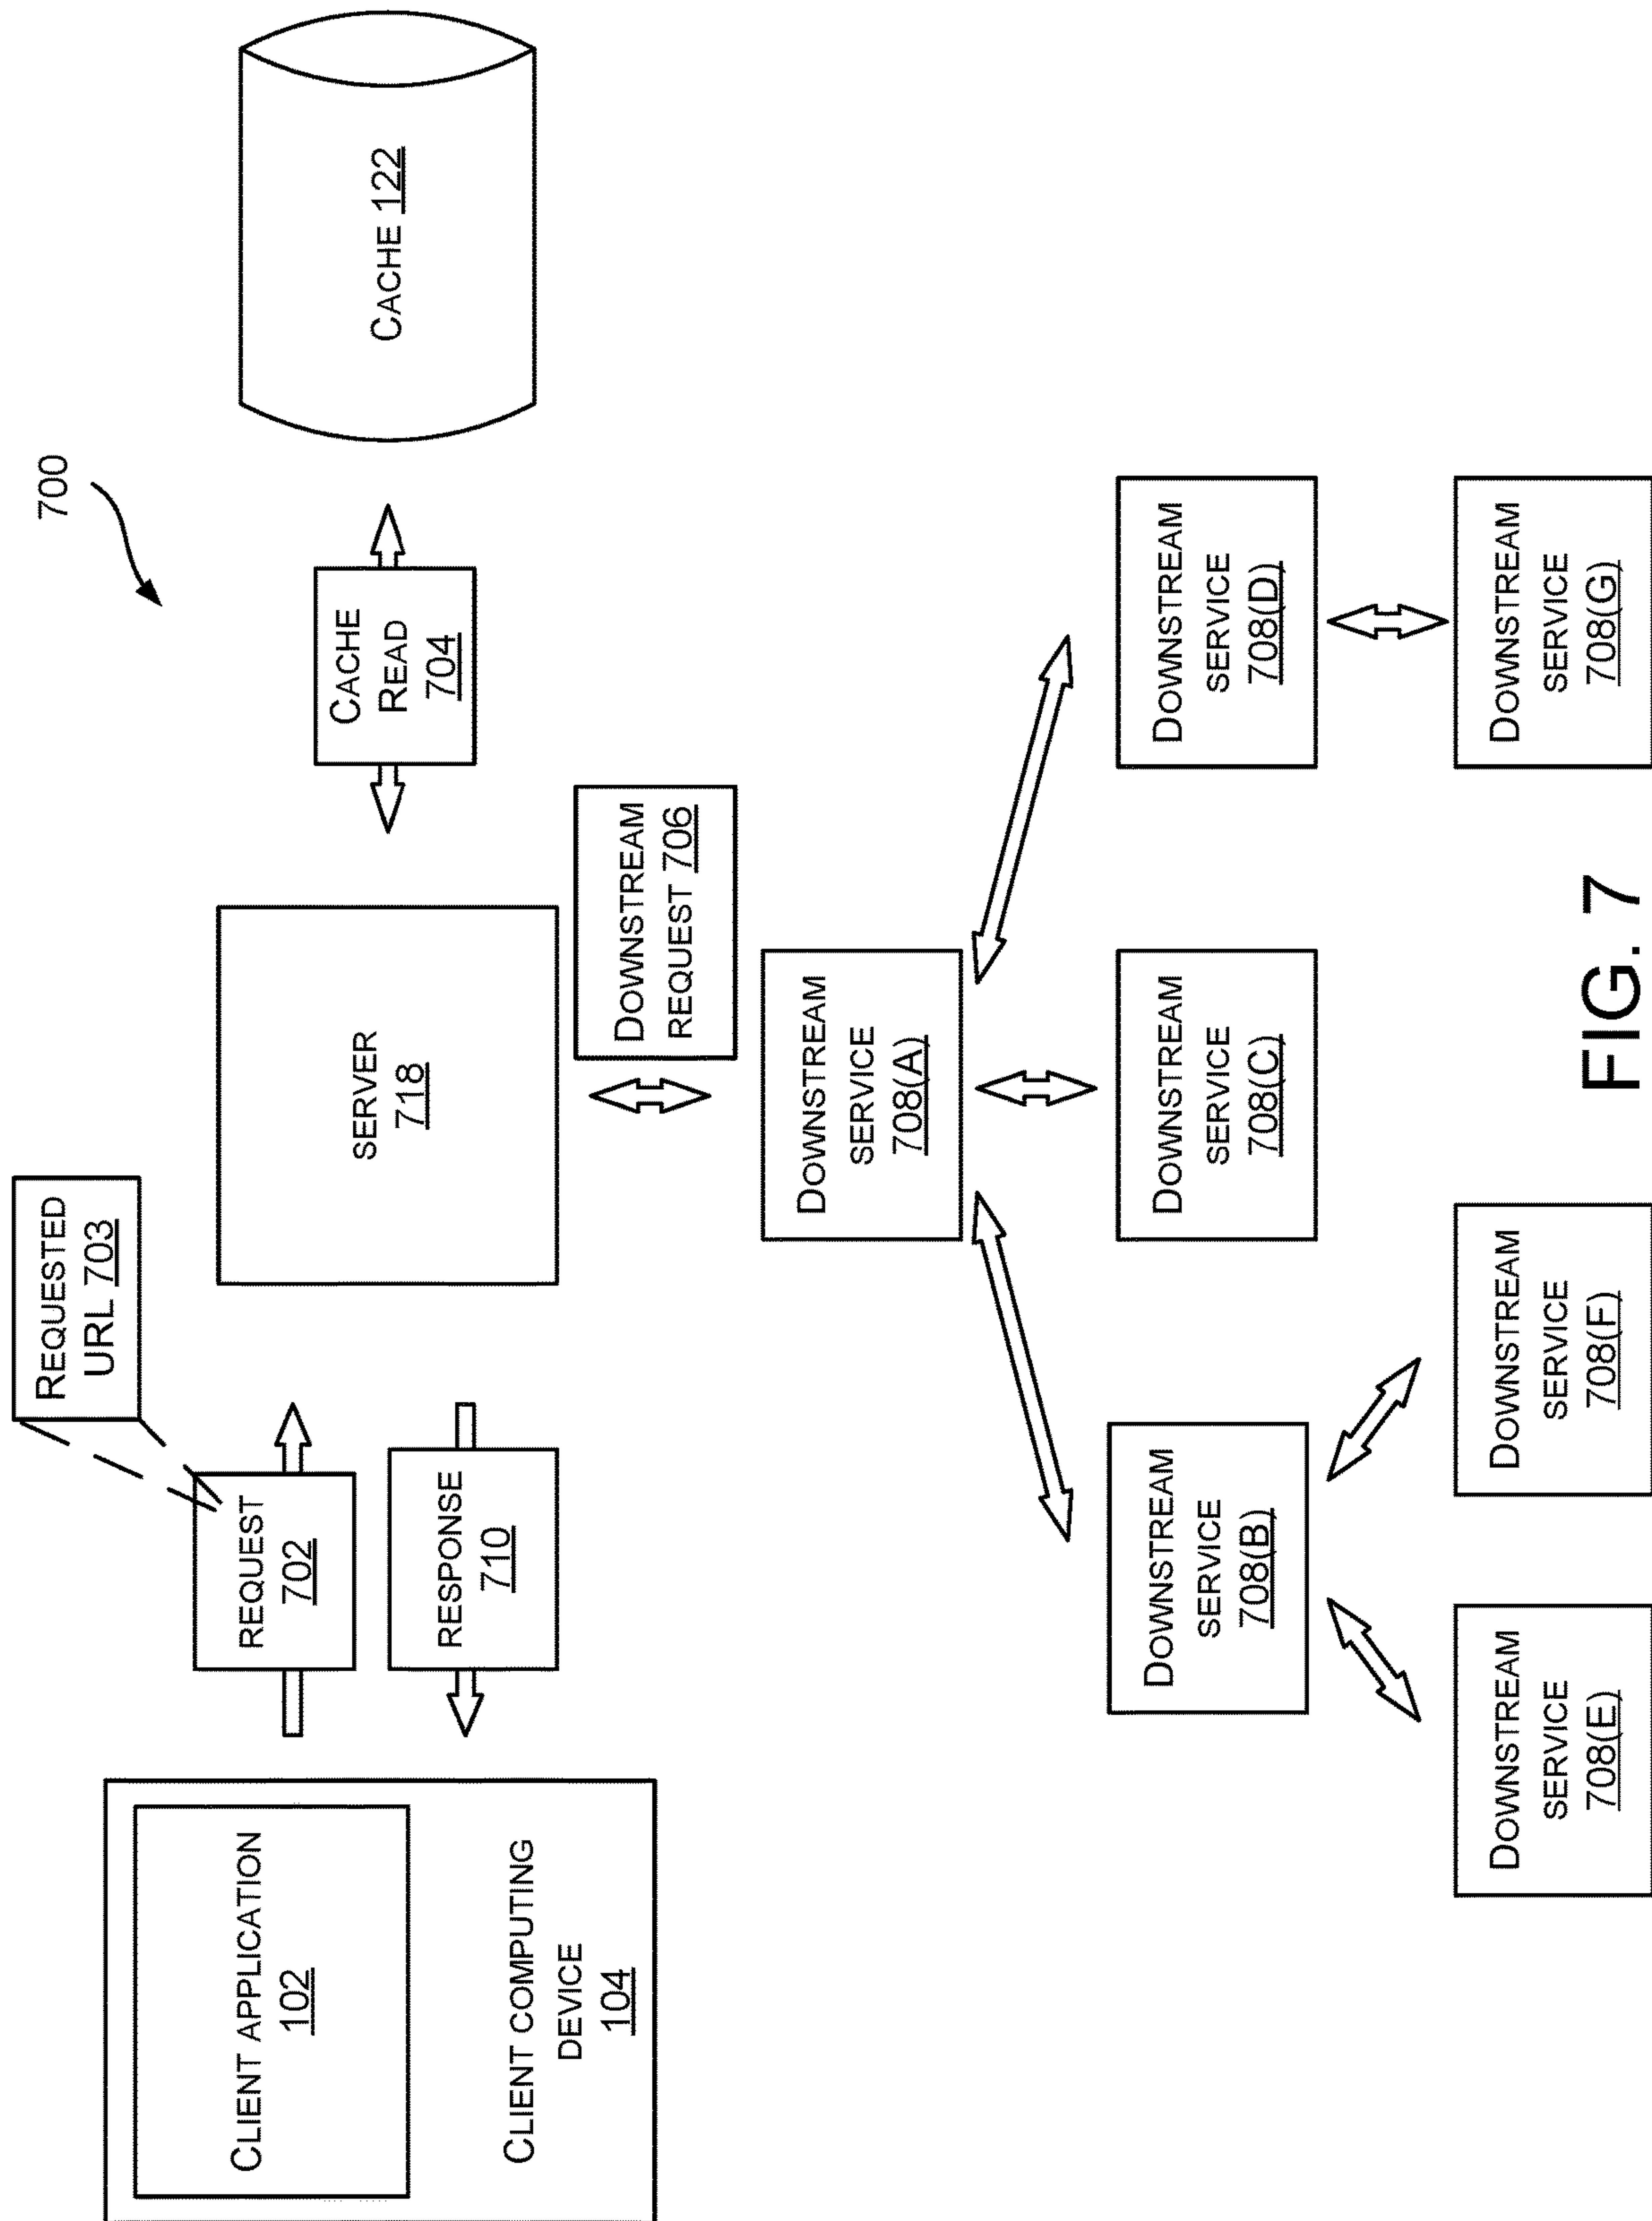 700
REQUESTED
URL 703
CLIENT APPLICATION
102
CLIENT COMPUTING
DEVICE
104
REQUEST
702
RESPONSE
710
SERVER
718
CACHE
READ
704
CACHE 122
DOWNSTREAM
REQUEST 706
DOWNSTREAM
SERVICE
708(A)
DOWNSTREAM
SERVICE
708(B)
DOWNSTREAM
SERVICE
708(C)
DOWNSTREAM
SERVICE
708(D)
DOWNSTREAM
SERVICE
708(E)
DOWNSTREAM
SERVICE
708(F)
DOWNSTREAM
SERVICE
708(G)
FIG. 7